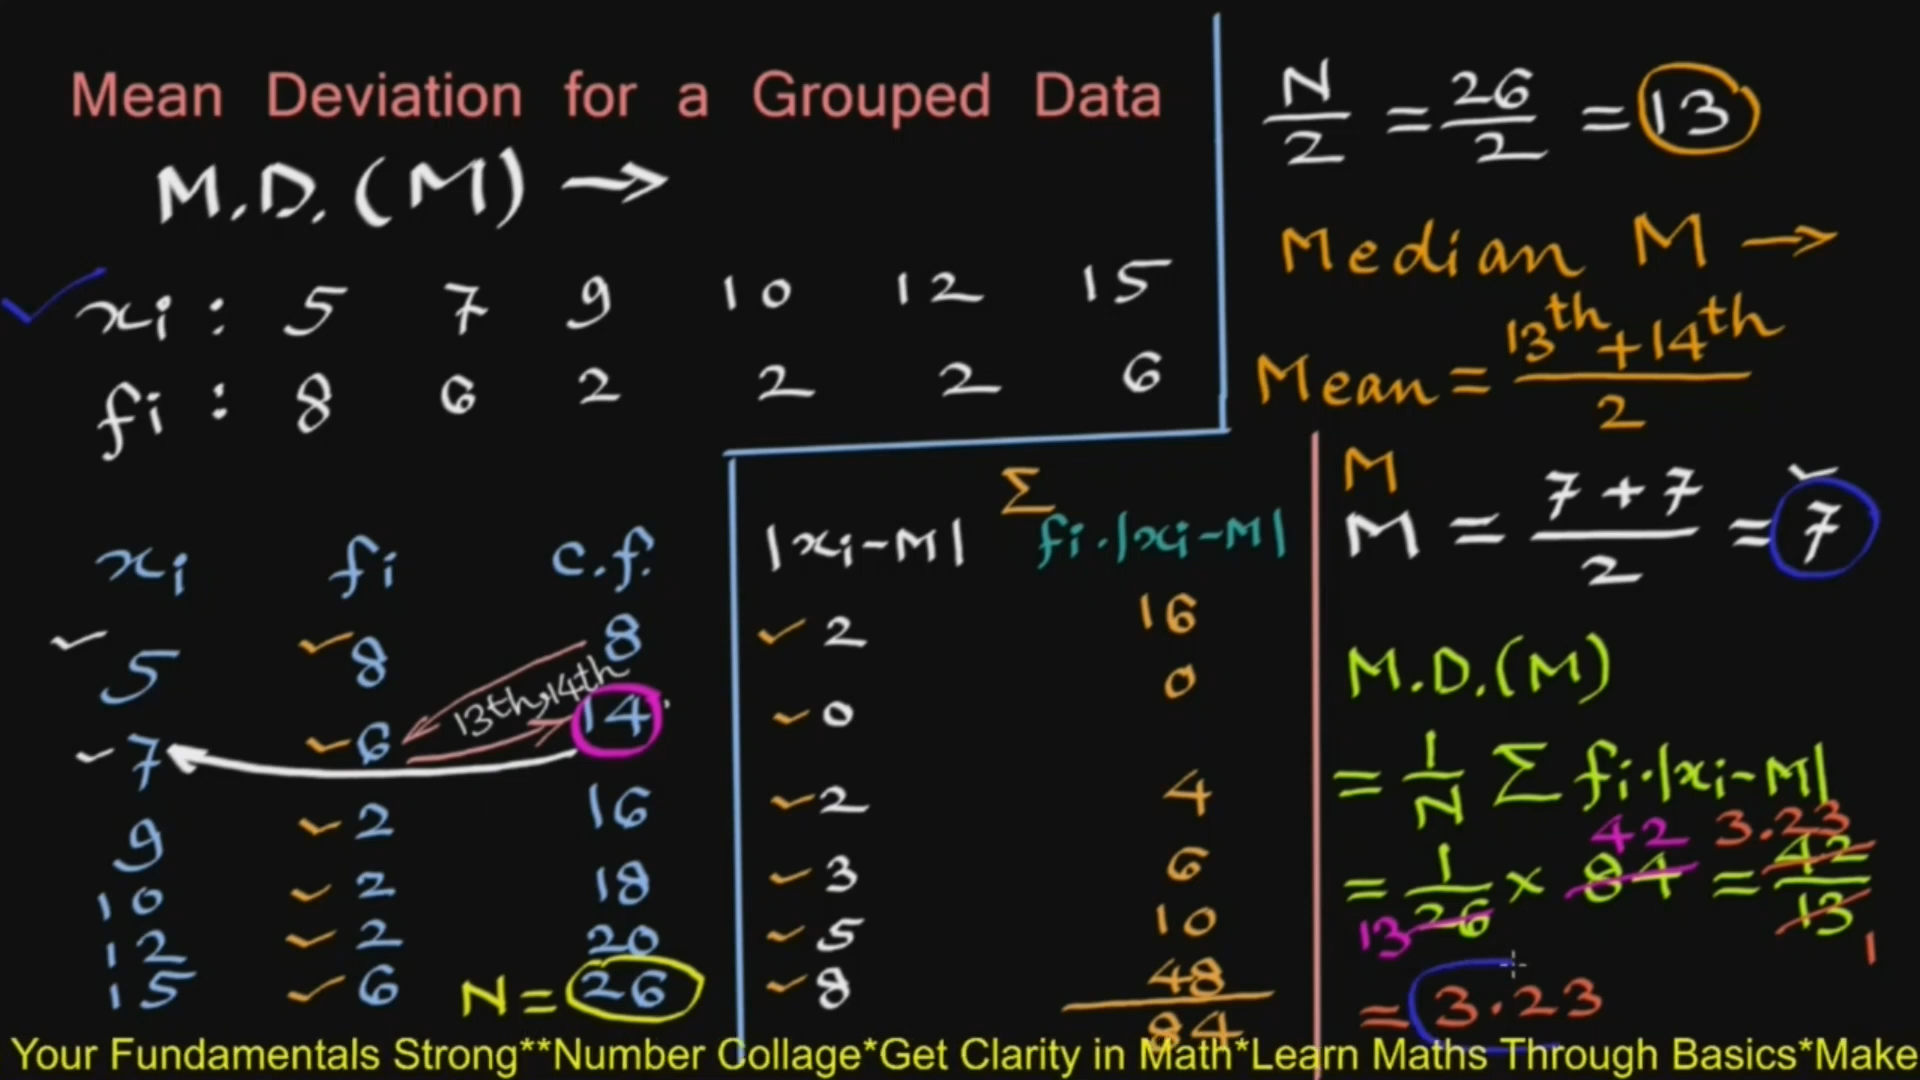 Mean Deviation for a Grouped Data
M.D.(M) →
xi : 5 7 9 10 12 15
fi : 8 6 2 2 2 6
N/2 = 26/2 = 13
Median M →
Mean = 13th+14th/2
M
M = 7+7/2 = 7
xi fi c.f.
5 8 8
13th,14th
7 6 14
9 2 16
10 2 18
12 2 20
15 6 N = 26
Σ
|xi-M| fi.|xi-M|
2 16
0 0
2 4
3 6
5 10
8 48
84
M.D.(M)
= 1/N Σ fi.|xi-M|
42 3.23
= 1/26 × 84 = 42/13
13 1
= 3.23
Your Fundamentals Strong**Number Collage*Get Clarity in Math*Learn Maths Through Basics*Make